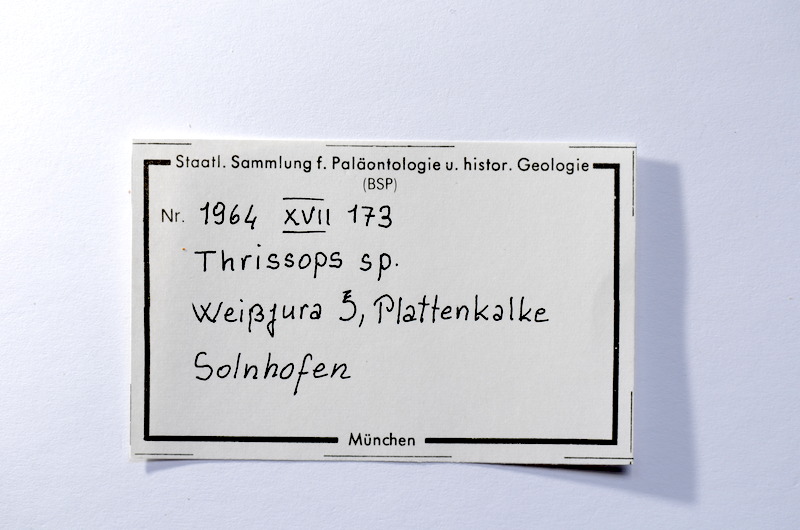 Staatl. Sammlung f. Paläontologie u. histor. Geologie
(BSP)
Nr. 1964 XVII 173
Thrissops sp.
Weißjura ζ, Plattenkalke
Solnhofen
München